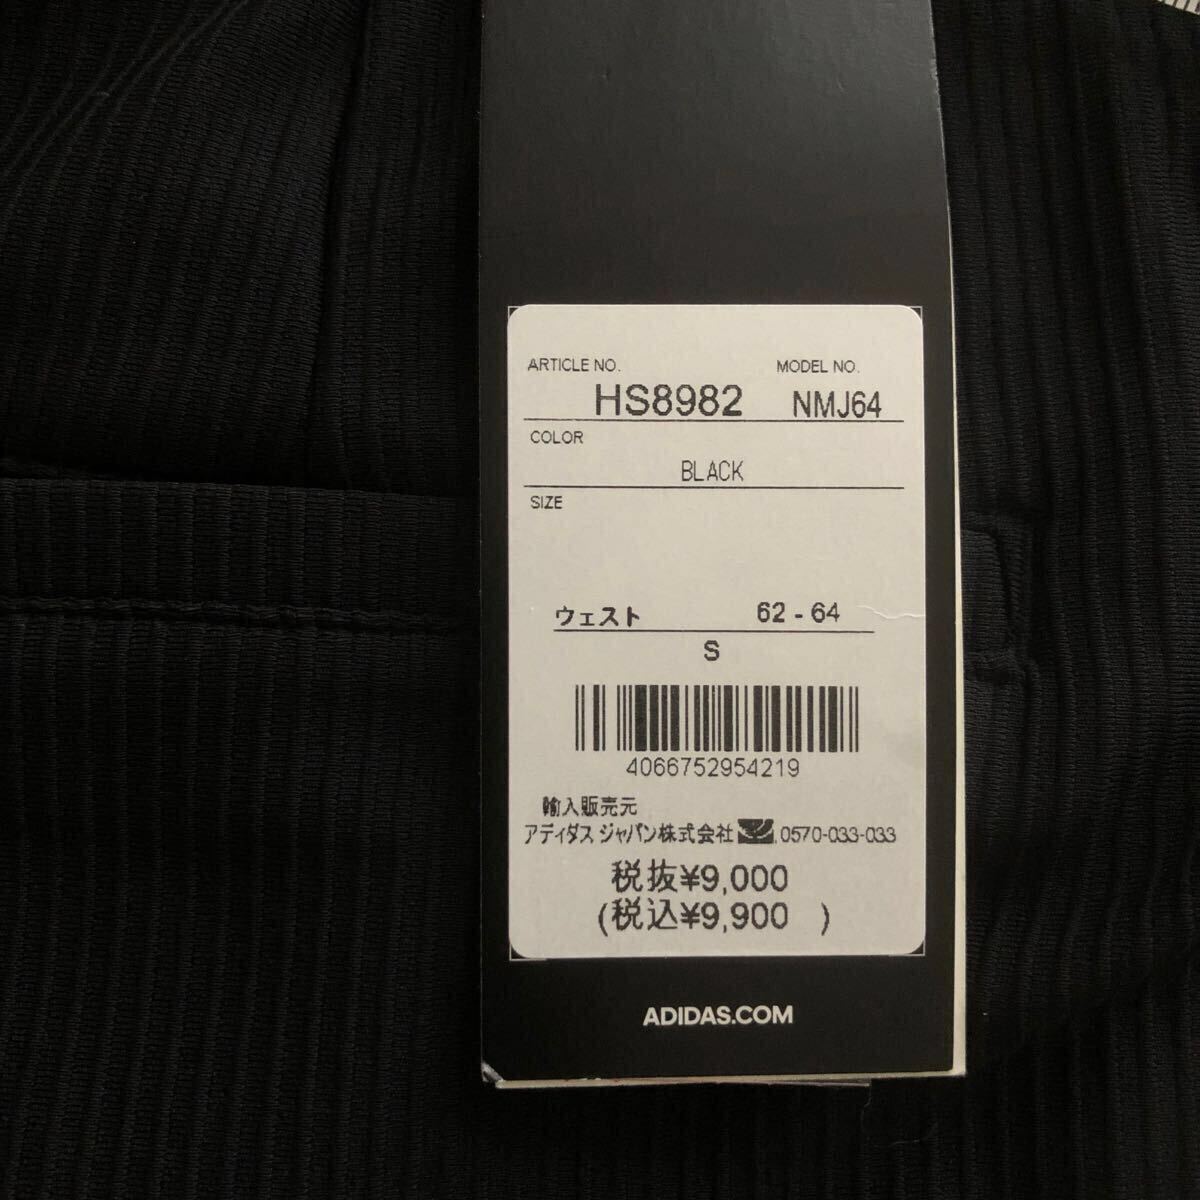 ARTICLE NO. MODEL NO.
HS8982 NMJ64
COLOR
BLACK
SIZE
ウェスト 62 - 64
S
4066752954219
輸入販売元
アディダス ジャパン株式会社 0570-033-033
税抜¥9,000
(税込¥9,900 )
ADIDAS.COM